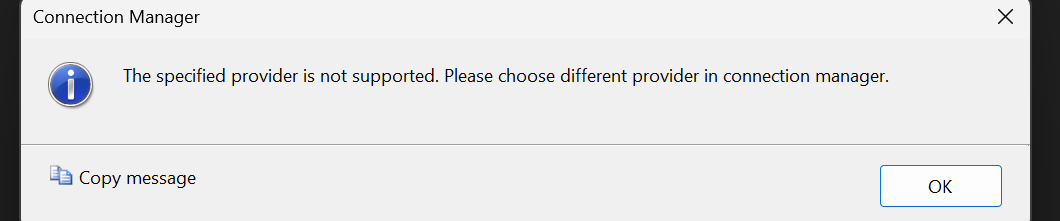 Connection Manager
The specified provider is not supported. Please choose different provider in connection manager.
Copy message
OK